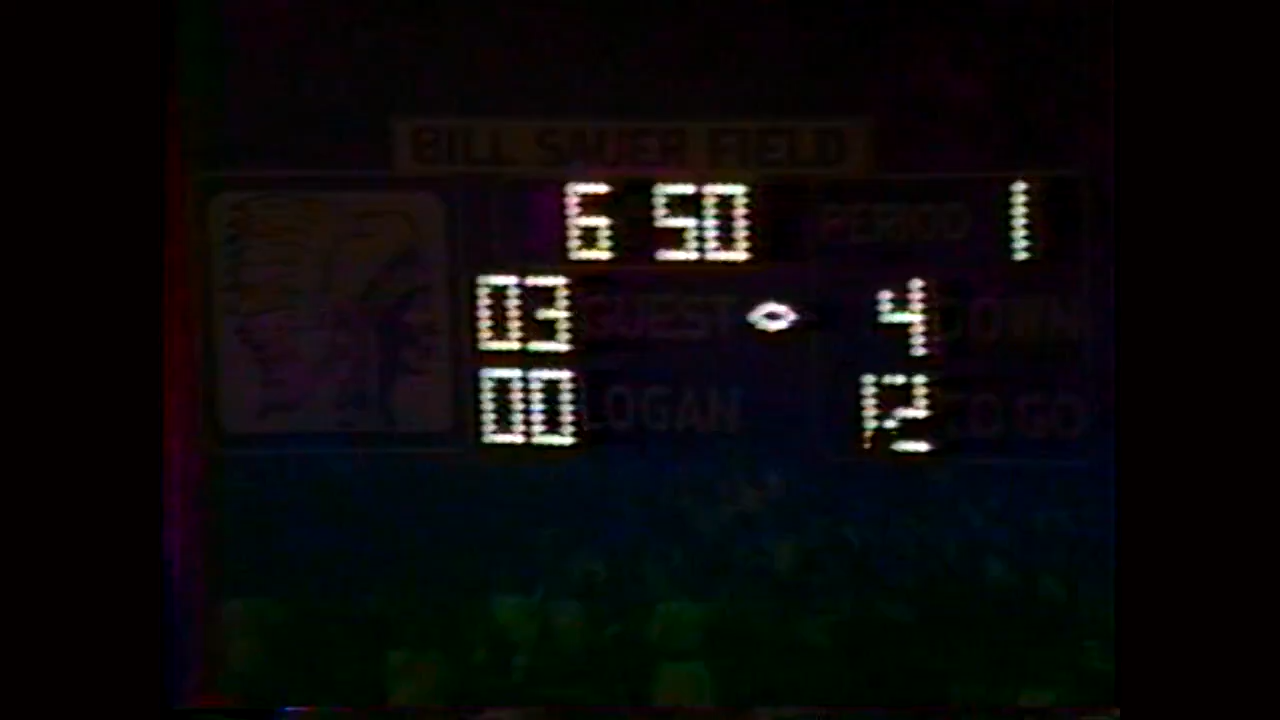 BILL SAUER FIELD
6 50 PERIOD 1
03 GUEST 4 DOWN
00 LOGAN 12 TO GO